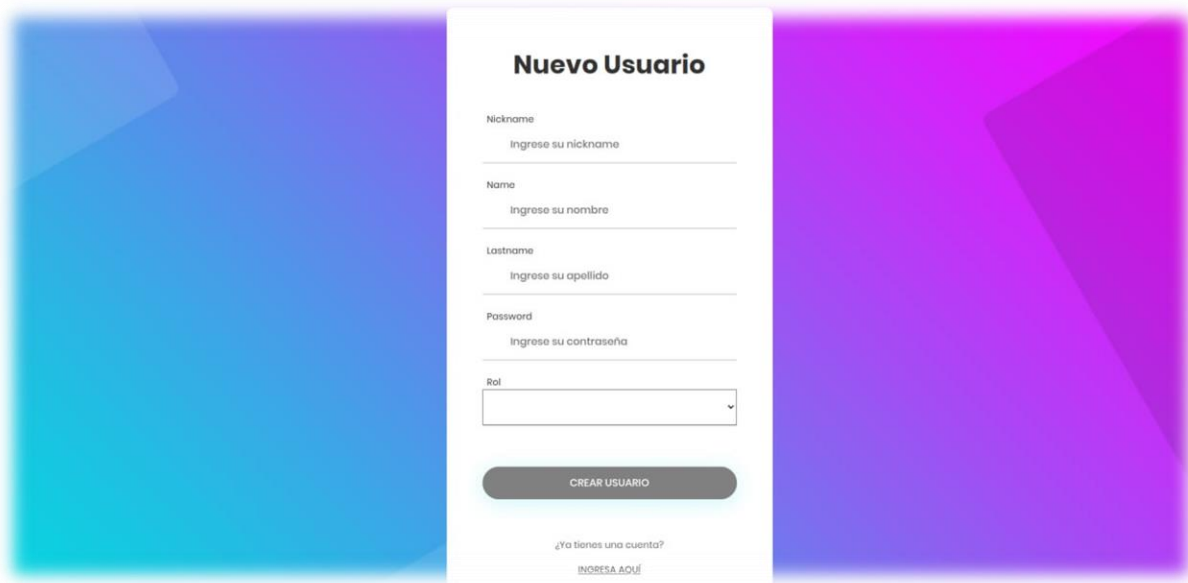 Nuevo Usuario
Nickname
Ingrese su nickname
Name
Ingrese su nombre
Lastname
Ingrese su apellido
Password
Ingrese su contraseña
Rol
CREAR USUARIO
¿Ya tienes una cuenta?
INGRESA AQUÍ